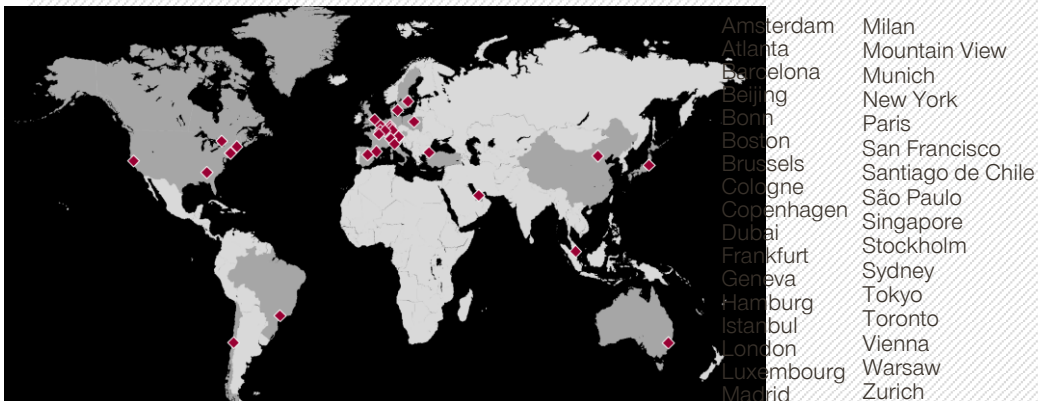 Amsterdam
Atlanta
Barcelona
Beijing
Bonn
Boston
Brussels
Cologne
Copenhagen
Dubai
Frankfurt
Geneva
Hamburg
Istanbul
London
Luxembourg
Madrid
Milan
Mountain View
Munich
New York
Paris
San Francisco
Santiago de Chile
São Paulo
Singapore
Stockholm
Sydney
Tokyo
Toronto
Vienna
Warsaw
Zurich